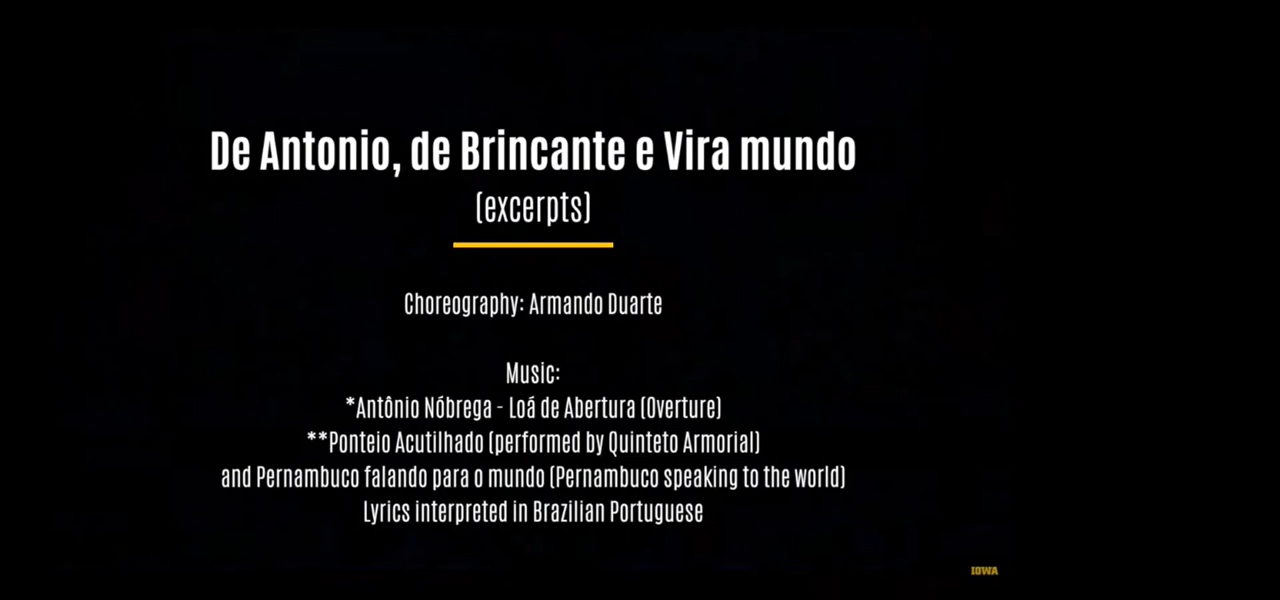 De Antonio, de Brincante e Vira mundo
(excerpts)
Choreography: Armando Duarte
Music:
*Antônio Nóbrega - Loá de Abertura (Overture)
**Ponteio Acutilhado (performed by Quinteto Armorial)
and Pernambuco falando para o mundo (Pernambuco speaking to the world)
Lyrics interpreted in Brazilian Portuguese
IOWA